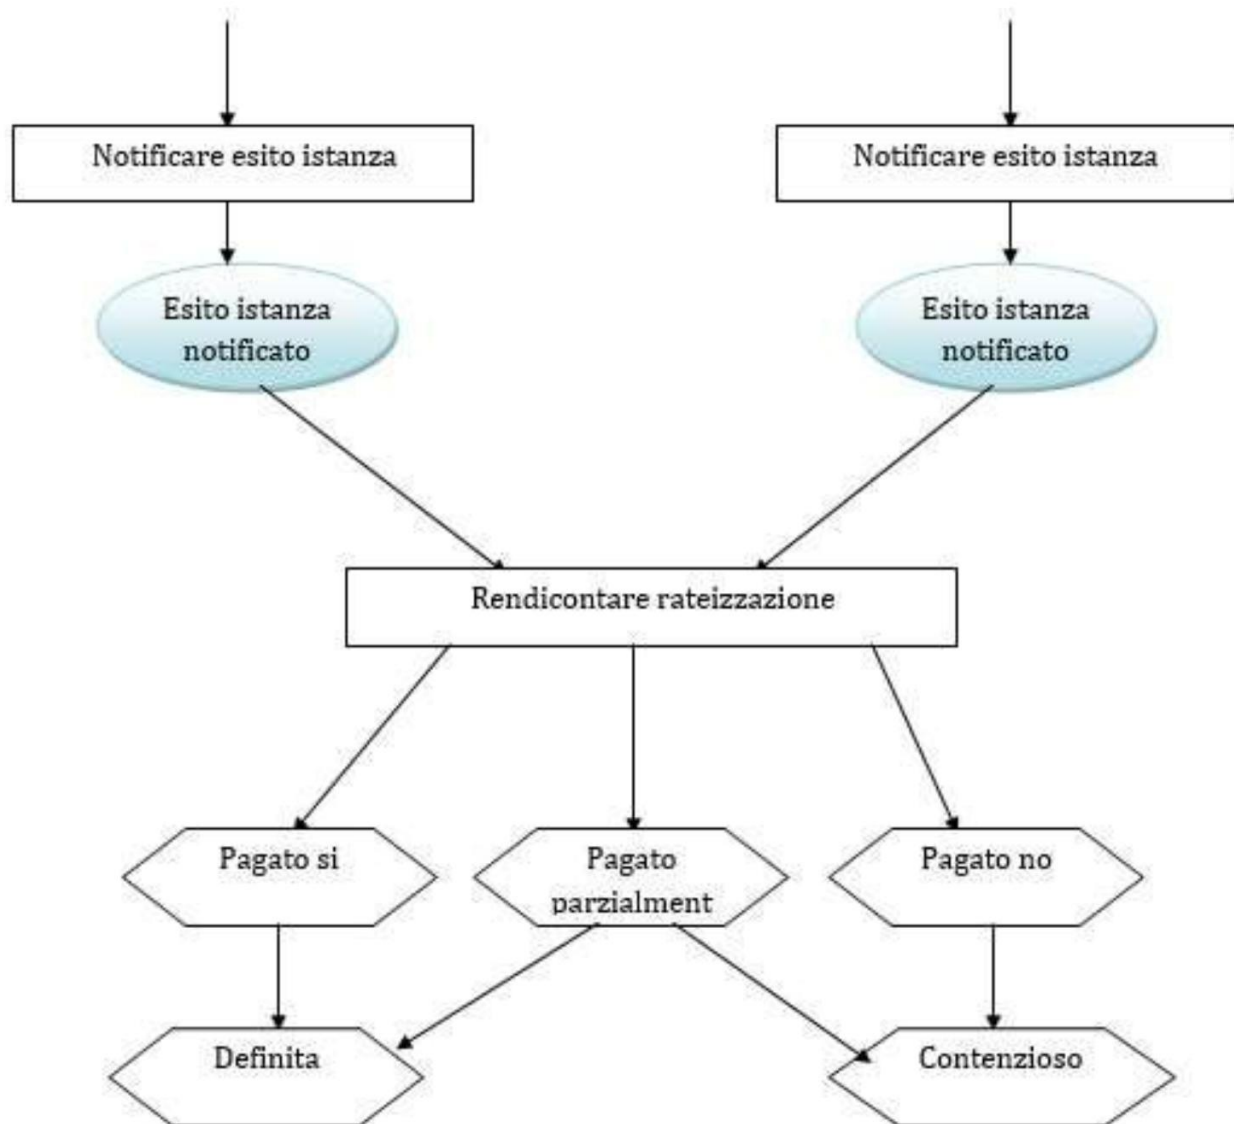 Notificare esito istanza
Notificare esito istanza
Esito istanza
notificato
Esito istanza
notificato
Rendicontare rateizzazione
Pagato si
Pagato
parzialment
Pagato no
Definita
Contenzioso